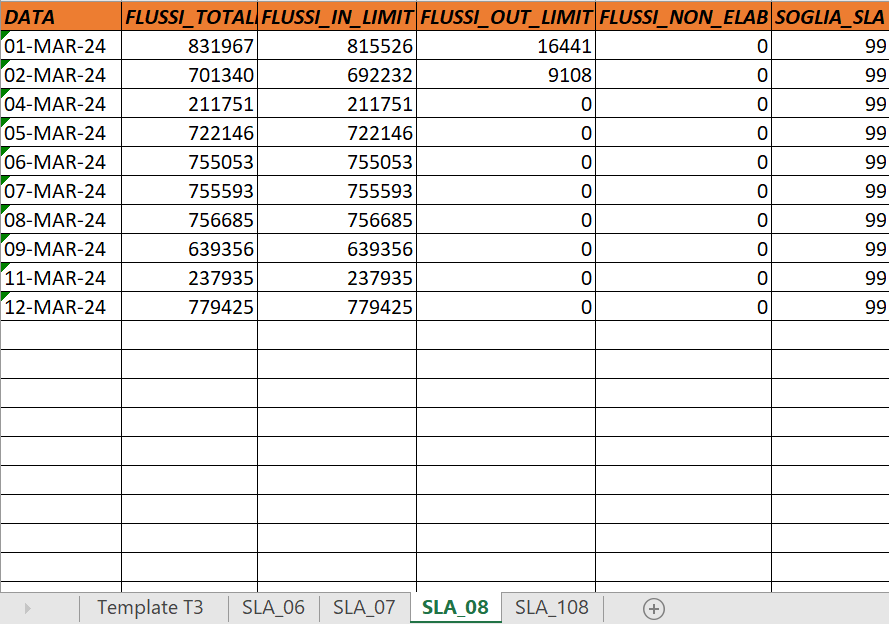 DATA FLUSSI_TOTALI FLUSSI_IN_LIMIT FLUSSI_OUT_LIMIT FLUSSI_NON_ELAB SOGLIA_SLA
01-MAR-24 831967 815526 16441 0 99
02-MAR-24 701340 692232 9108 0 99
04-MAR-24 211751 211751 0 0 99
05-MAR-24 722146 722146 0 0 99
06-MAR-24 755053 755053 0 0 99
07-MAR-24 755593 755593 0 0 99
08-MAR-24 756685 756685 0 0 99
09-MAR-24 639356 639356 0 0 99
11-MAR-24 237935 237935 0 0 99
12-MAR-24 779425 779425 0 0 99
Template T3 SLA_06 SLA_07 SLA_08 SLA_108